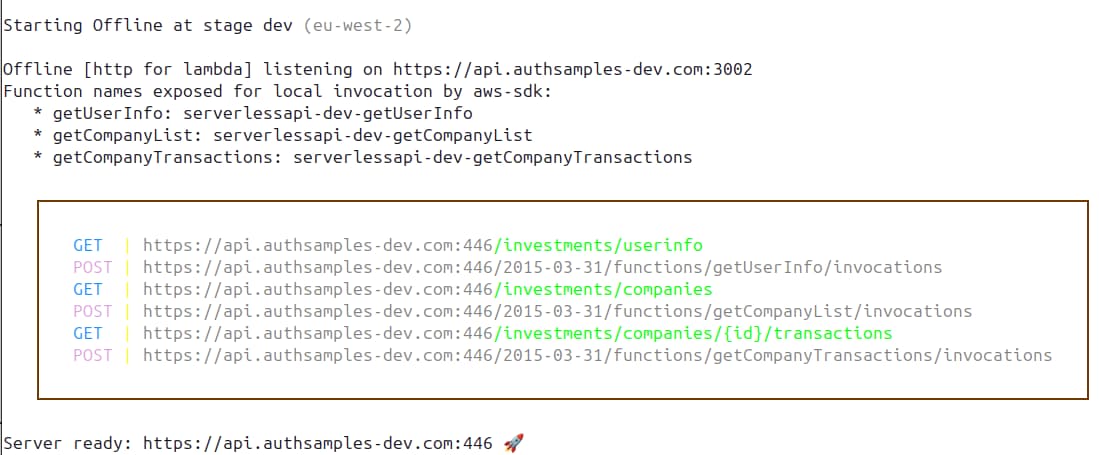 Starting Offline at stage dev (eu-west-2)
Offline [http for lambda] listening on https://api.authsamples-dev.com:3002
Function names exposed for local invocation by aws-sdk:
* getUserInfo: serverlessapi-dev-getUserInfo
* getCompanyList: serverlessapi-dev-getCompanyList
* getCompanyTransactions: serverlessapi-dev-getCompanyTransactions
GET | https://api.authsamples-dev.com:446/investments/userinfo
POST | https://api.authsamples-dev.com:446/2015-03-31/functions/getUserInfo/invocations
GET | https://api.authsamples-dev.com:446/investments/companies
POST | https://api.authsamples-dev.com:446/2015-03-31/functions/getCompanyList/invocations
GET | https://api.authsamples-dev.com:446/investments/companies/{id}/transactions
POST | https://api.authsamples-dev.com:446/2015-03-31/functions/getCompanyTransactions/invocations
Server ready: https://api.authsamples-dev.com:446 🚀